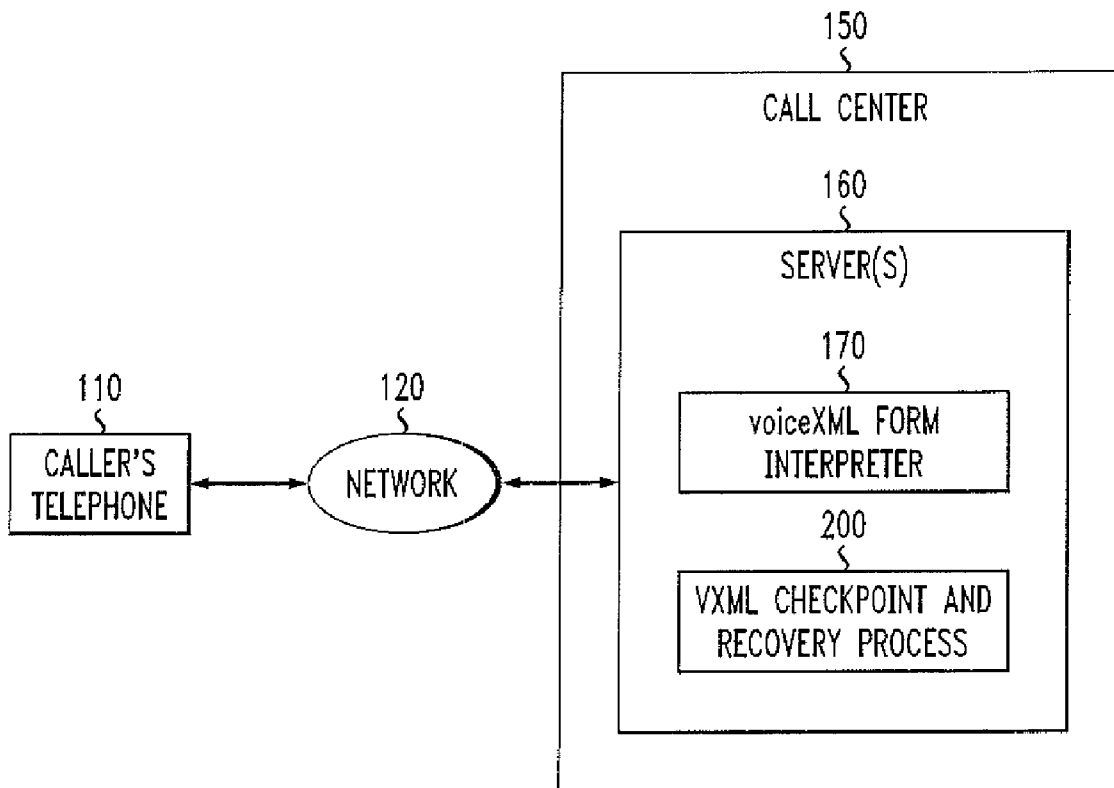 150
CALL CENTER
160
SERVER(S)
170
voiceXML FORM
INTERPRETER
110
120
CALLER'S
TELEPHONE
NETWORK
200
VXML CHECKPOINT AND
RECOVERY PROCESS